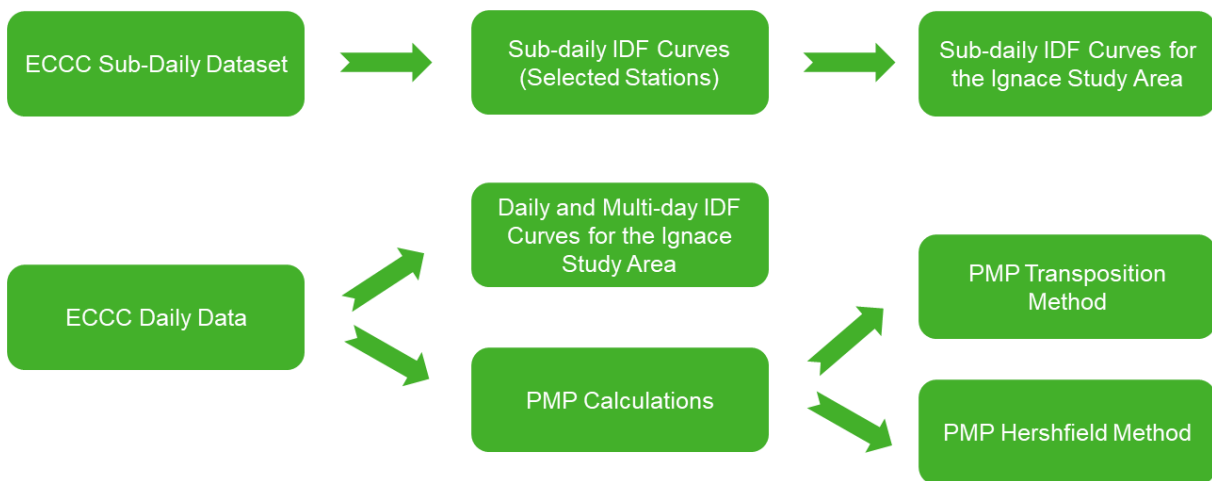 ECCC Sub-Daily Dataset
Sub-daily IDF Curves
(Selected Stations)
Sub-daily IDF Curves for
the Ignace Study Area
ECCC Daily Data
Daily and Multi-day IDF
Curves for the Ignace
Study Area
PMP Calculations
PMP Transposition
Method
PMP Hershfield Method